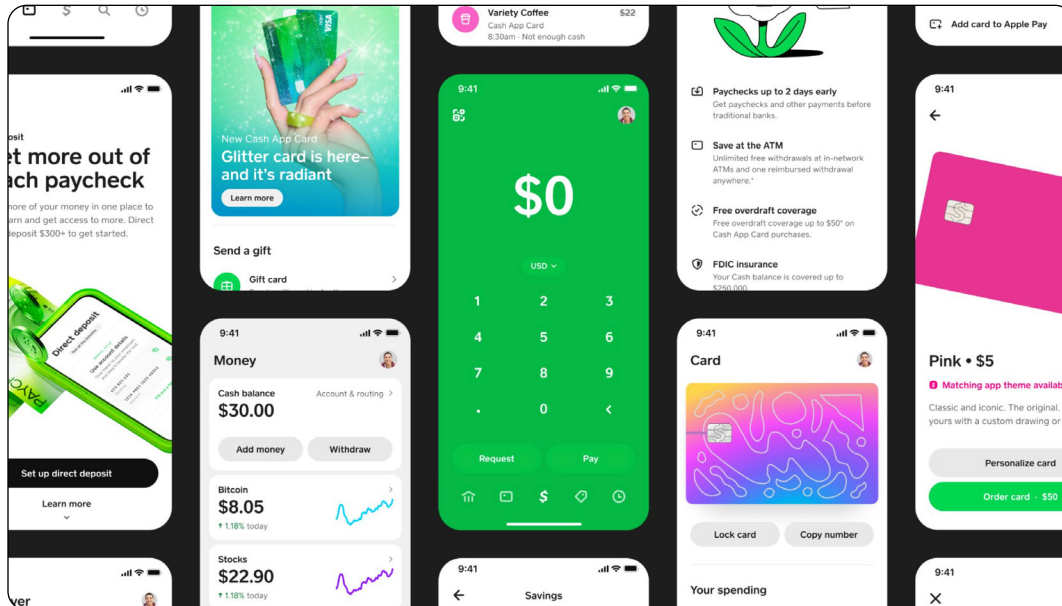 9:41
et more out of
ach paycheck
more of your money in one place to
earn and get access to more. Direct
deposit $300+ to get started.
Direct deposit
Set up direct deposit
Learn more
New Cash App Card
Glitter card is here–
and it's radiant
Learn more
Send a gift
Gift card
9:41
Money
Cash balance
Account & routing
$30.00
Add money
Withdraw
Bitcoin
$8.05
1.18% today
Stocks
$22.90
1.18% today
Variety Coffee
$22
Cash App Card
8:30am · Not enough cash
9:41
$0
USD
1 2 3
4 5 6
7 8 9
. 0
Request
Pay
9:41
Savings
Paychecks up to 2 days early
Get paychecks and other payments before
traditional banks.
Save at the ATM
Unlimited free withdrawals at in-network
ATMs and one reimbursed withdrawal
anywhere.*
Free overdraft coverage
Free overdraft coverage up to $50* on
Cash App Card purchases.
FDIC insurance
Your Cash balance is covered up to
$250,000
9:41
Card
Lock card
Copy number
Your spending
Add card to Apple Pay
9:41
Pink • $5
Matching app theme availab
Classic and iconic. The original.
yours with a custom drawing or
Personalize card
Order card · $50
9:41